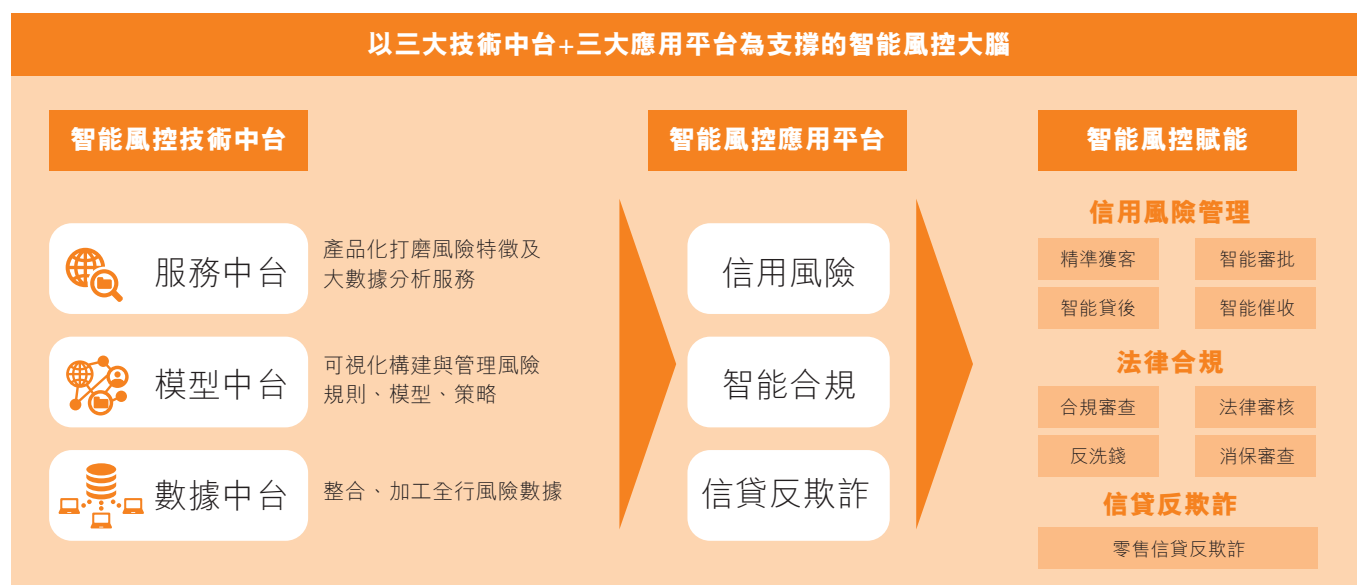 以三大技術中台+三大應用平台為支撐的智能風控大腦
智能風控技術中台
服務中台
產品化打磨風險特徵及
大數據分析服務
模型中台
可視化構建與管理風險
規則、模型、策略
數據中台
整合、加工全行風險數據
智能風控應用平台
信用風險
智能合規
信貸反欺詐
智能風控賦能
信用風險管理
精準獲客
智能審批
智能貸後
智能催收
法律合規
合規審查
法律審核
反洗錢
消保審查
信貸反欺詐
零售信貸反欺詐